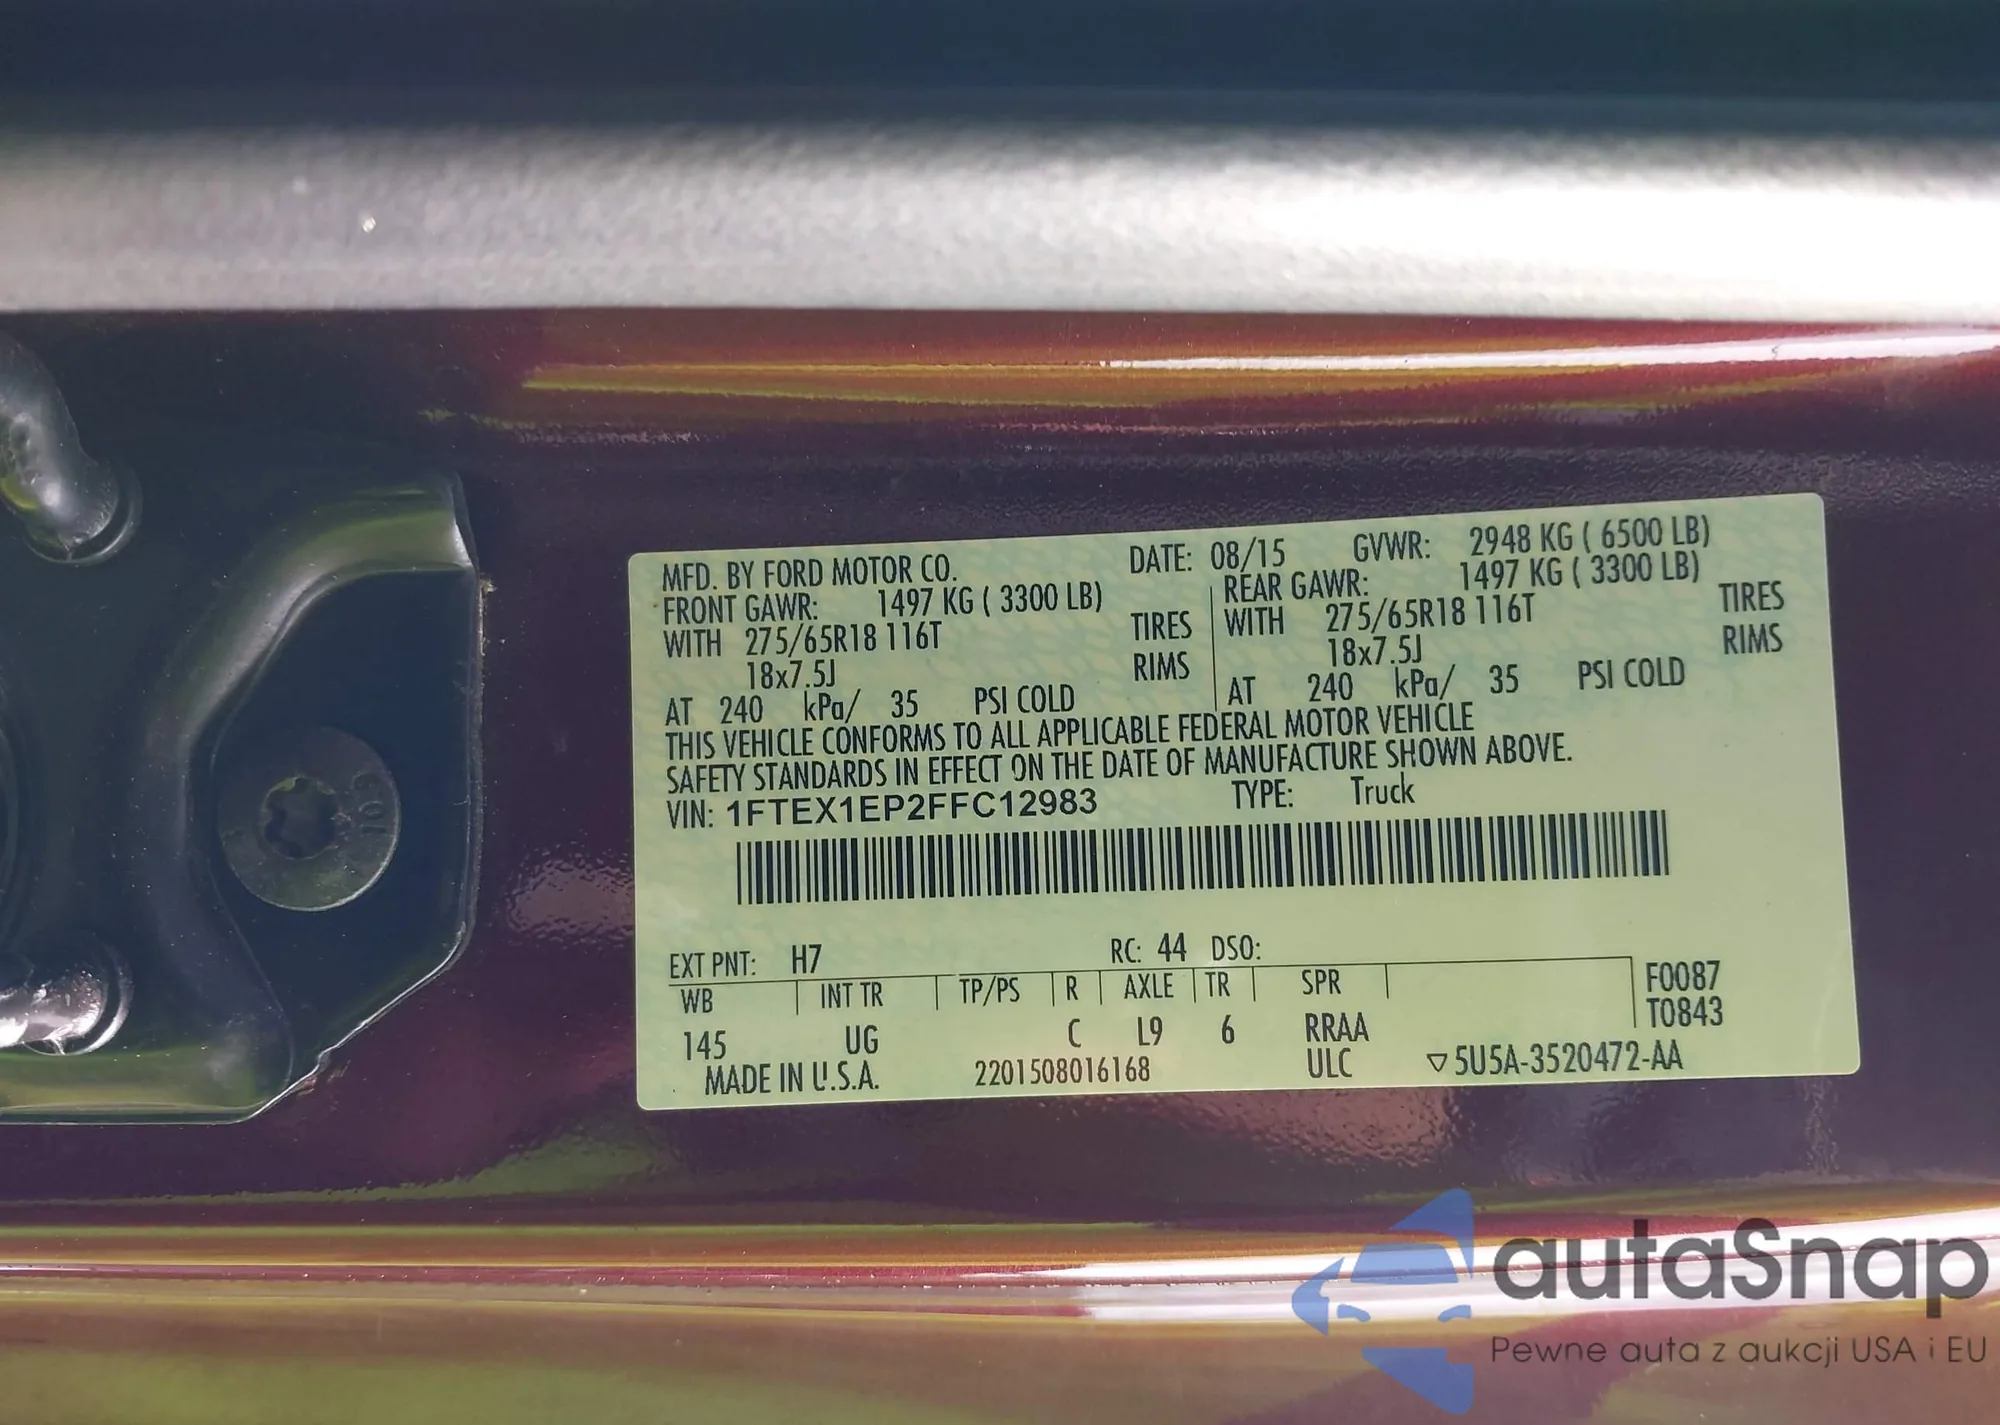 MFD. BY FORD MOTOR CO. DATE: 08/15 GVWR: 2948 KG ( 6500 LB)
FRONT GAWR: 1497 KG ( 3300 LB) REAR GAWR: 1497 KG ( 3300 LB)
WITH 275/65R18 116T TIRES WITH 275/65R18 116T TIRES
18x7.5J RIMS 18x7.5J RIMS
AT 240 kPa/ 35 PSI COLD AT 240 kPa/ 35 PSI COLD
THIS VEHICLE CONFORMS TO ALL APPLICABLE FEDERAL MOTOR VEHICLE
SAFETY STANDARDS IN EFFECT ON THE DATE OF MANUFACTURE SHOWN ABOVE.
VIN: 1FTEX1EP2FFC12983 TYPE: Truck
EXT PNT: H7 RC: 44 DSO:
WB INT TR TP/PS R AXLE TR SPR F0087
145 UG C L9 6 RRAA T0843
MADE IN U.S.A. 2201508016168 ULC ▽5U5A-3520472-AA
autaSnap
Pewne auta z aukcji USA i EU